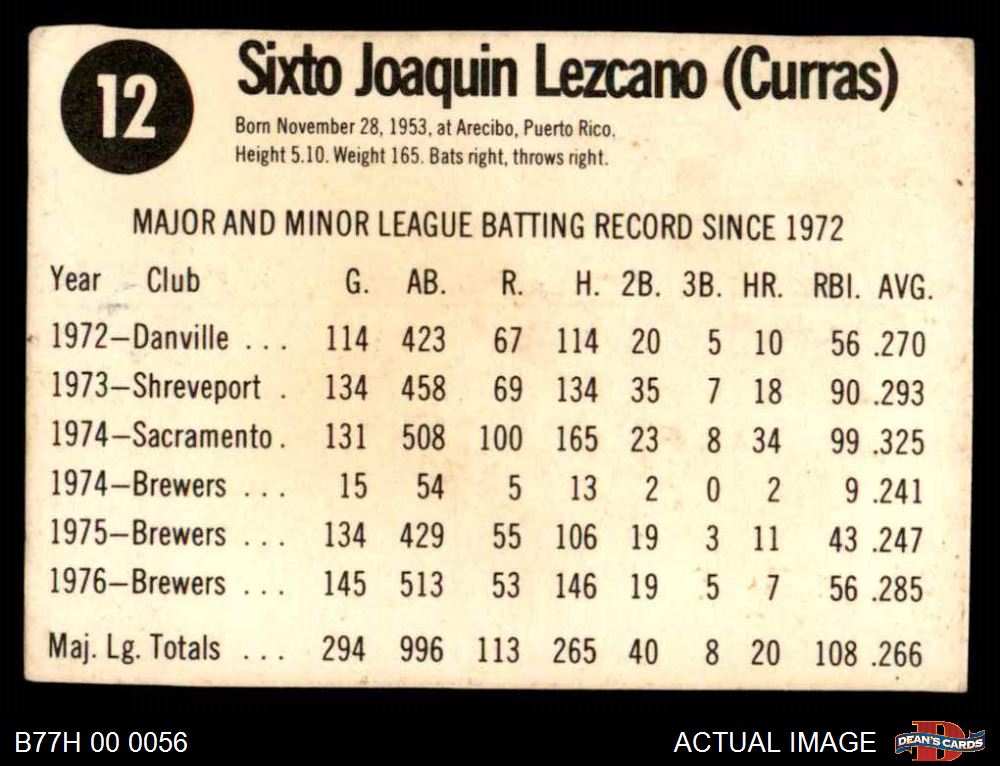 12
Sixto Joaquin Lezcano (Curras)
Born November 28, 1953, at Arecibo, Puerto Rico.
Height 5.10. Weight 165. Bats right, throws right.
MAJOR AND MINOR LEAGUE BATTING RECORD SINCE 1972
Year Club G. AB. R. H. 2B. 3B. HR. RBI. AVG.
1972—Danville ... 114 423 67 114 20 5 10 56 .270
1973—Shreveport . 134 458 69 134 35 7 18 90 .293
1974—Sacramento . 131 508 100 165 23 8 34 99 .325
1974—Brewers ... 15 54 5 13 2 0 2 9 .241
1975—Brewers ... 134 429 55 106 19 3 11 43 .247
1976—Brewers ... 145 513 53 146 19 5 7 56 .285
Maj. Lg. Totals ... 294 996 113 265 40 8 20 108 .266
B77H 00 0056
ACTUAL IMAGE
DEAN'S CARDS